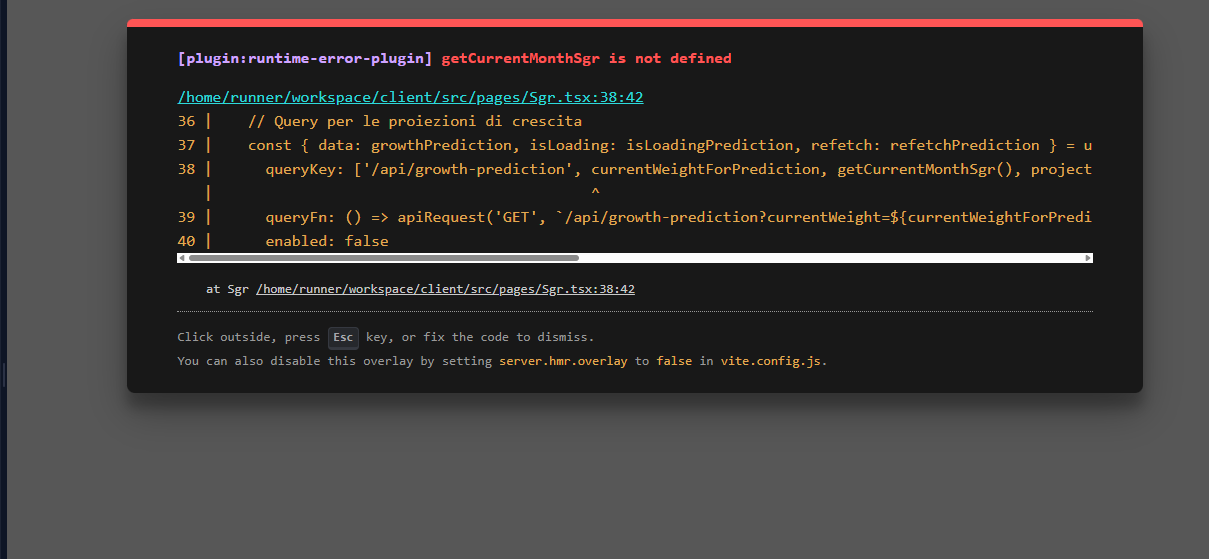 [plugin:runtime-error-plugin] getCurrentMonthSgr is not defined
/home/runner/workspace/client/src/pages/Sgr.tsx:38:42
36 |    // Query per le proiezioni di crescita
37 |    const { data: growthPrediction, isLoading: isLoadingPrediction, refetch: refetchPrediction } = u
38 |      queryKey: ['/api/growth-prediction', currentWeightForPrediction, getCurrentMonthSgr(), project
   |                                           ^
39 |      queryFn: () => apiRequest('GET', `/api/growth-prediction?currentWeight=${currentWeightForPredi
40 |      enabled: false
at Sgr /home/runner/workspace/client/src/pages/Sgr.tsx:38:42
Click outside, press Esc key, or fix the code to dismiss.
You can also disable this overlay by setting server.hmr.overlay to false in vite.config.js.